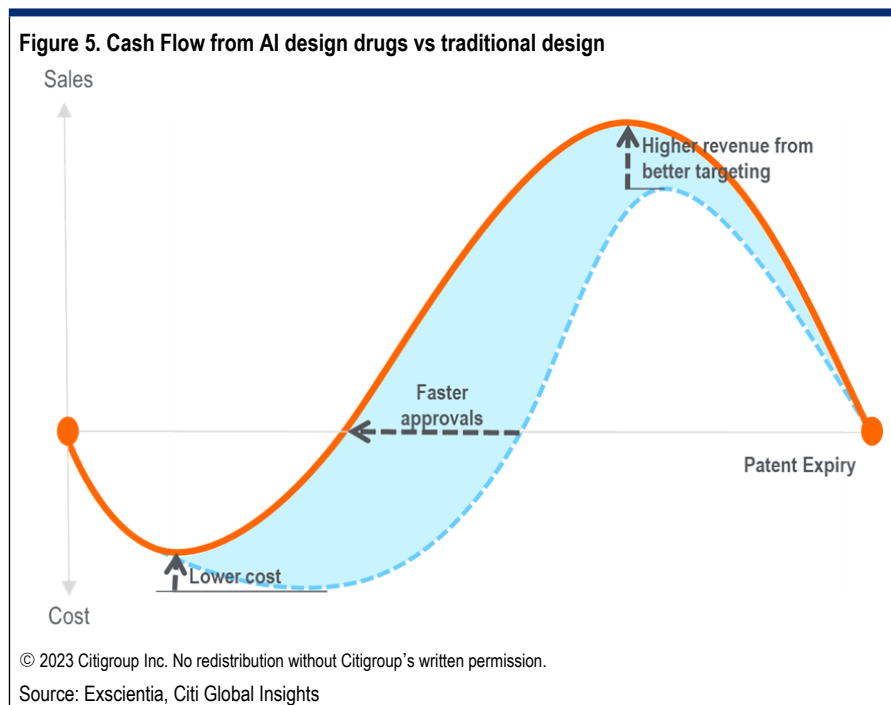 Figure 5. Cash Flow from AI design drugs vs traditional design
Sales
Higher revenue from
better targeting
Faster
approvals
Patent Expiry
Lower cost
Cost
© 2023 Citigroup Inc. No redistribution without Citigroup's written permission.
Source: Exscientia, Citi Global Insights